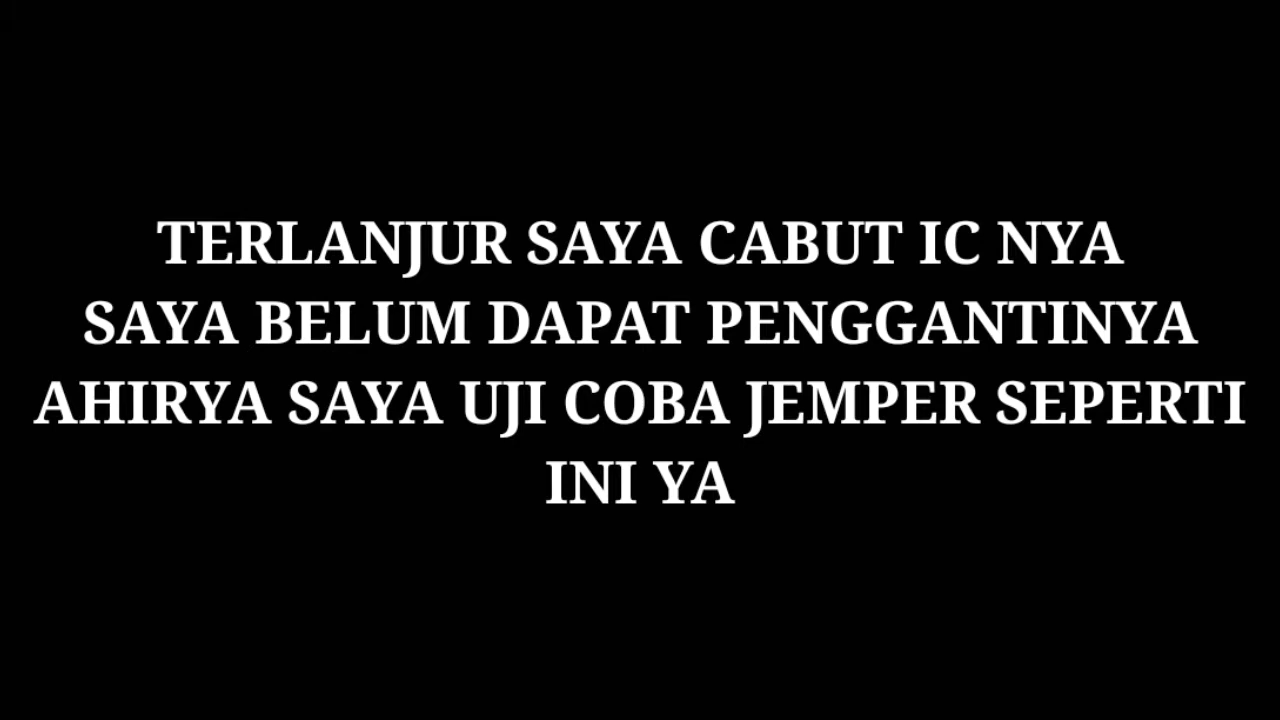 TERLANJUR SAYA CABUT IC NYA
SAYA BELUM DAPAT PENGGANTINYA
AHIRYA SAYA UJI COBA JEMPER SEPERTI
INI YA